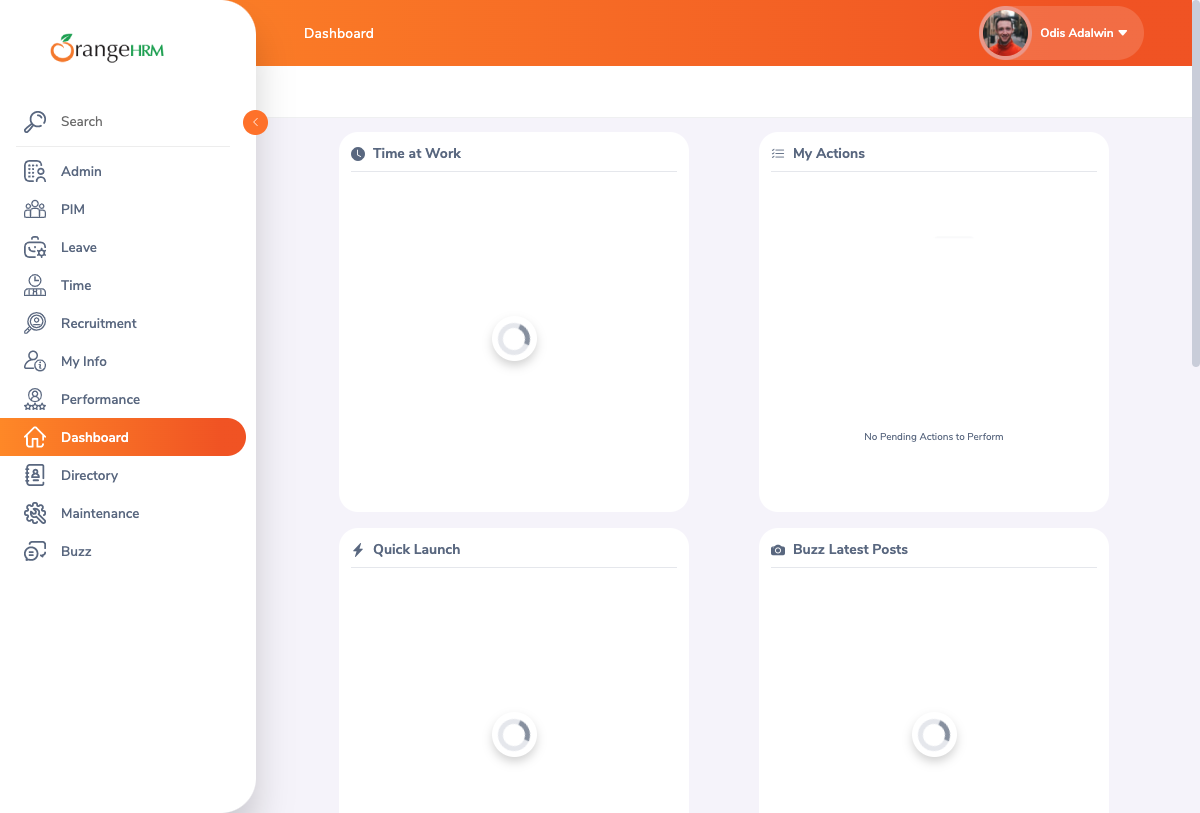 OrangeHRM
Dashboard
Odis Adalwin
Search
Admin
PIM
Leave
Time
Recruitment
My Info
Performance
Dashboard
Directory
Maintenance
Buzz
Time at Work
My Actions
No Pending Actions to Perform
Quick Launch
Buzz Latest Posts